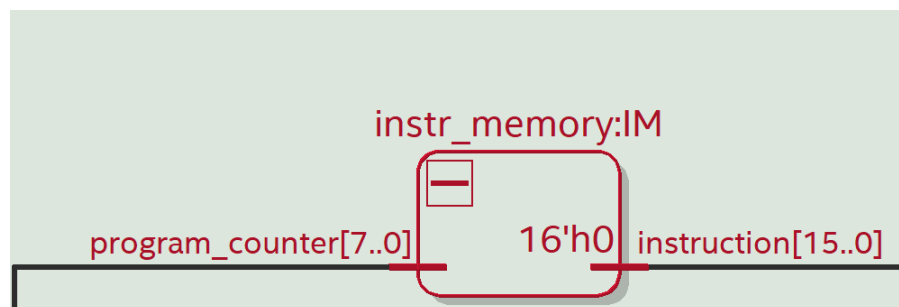 instr_memory:IM
program_counter[7..0]
16'h0
instruction[15..0]